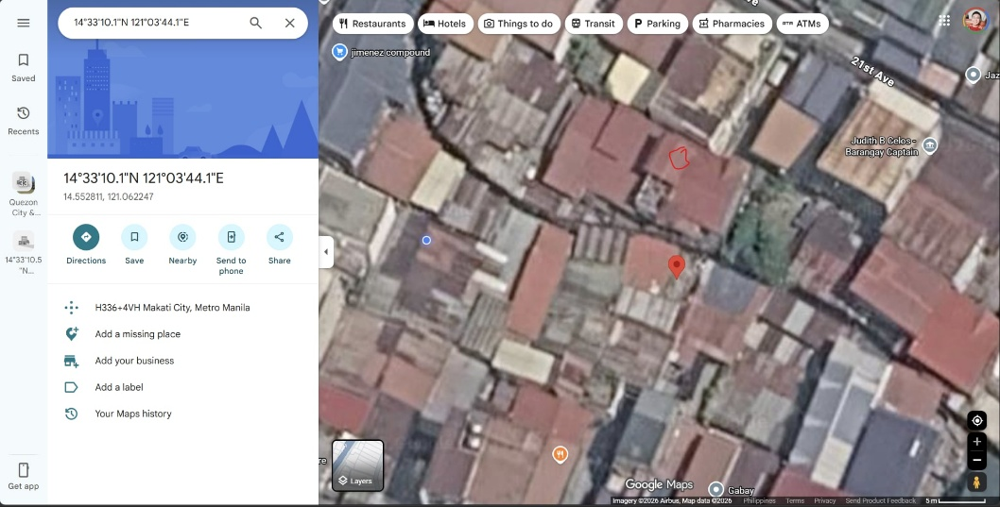 14°33'10.1"N 121°03'44.1"E
Restaurants
Hotels
Things to do
Transit
Parking
Pharmacies
ATM
ATMs
jimenez compound
21st Ave
Jaz
Judith B Celos -
Barangay Captain
Saved
Recents
Quezon
City &...
14°33'10.5
"N...
Get app
14°33'10.1"N 121°03'44.1"E
14.552811, 121.062247
Directions
Save
Nearby
Send to
phone
Share
H336+4VH Makati City, Metro Manila
Add a missing place
Add your business
Add a label
Your Maps history
Layers
re
Google Maps
Gabay
Imagery ©2026 Airbus, Map data ©2026
Philippines
Terms
Privacy
Send Product Feedback
5 m